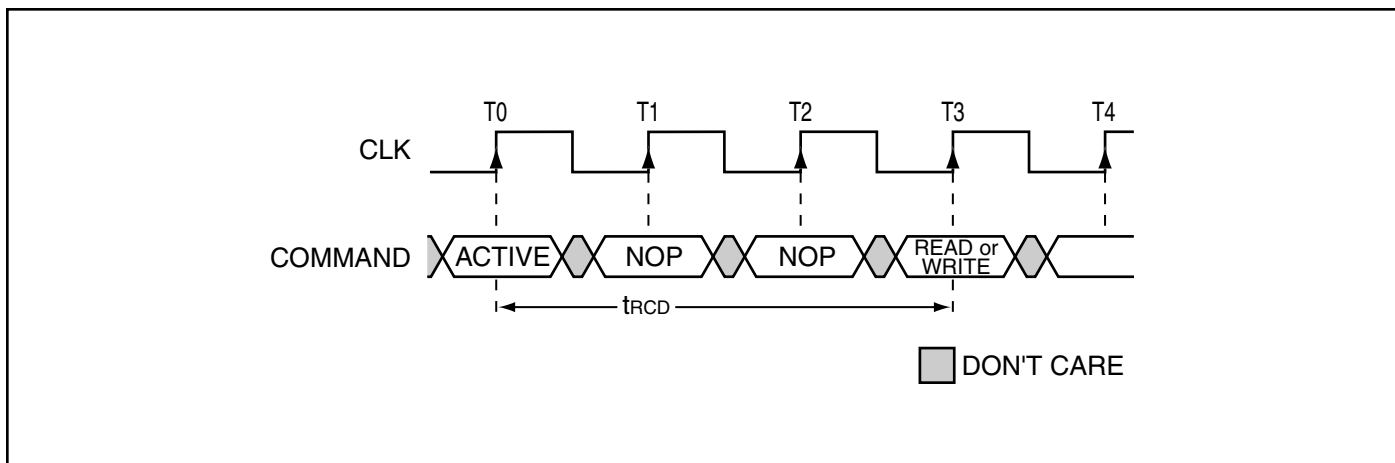 T0 T1 T2 T3 T4
CLK
COMMAND ACTIVE NOP NOP READ or
WRITE
tRCD
DON'T CARE